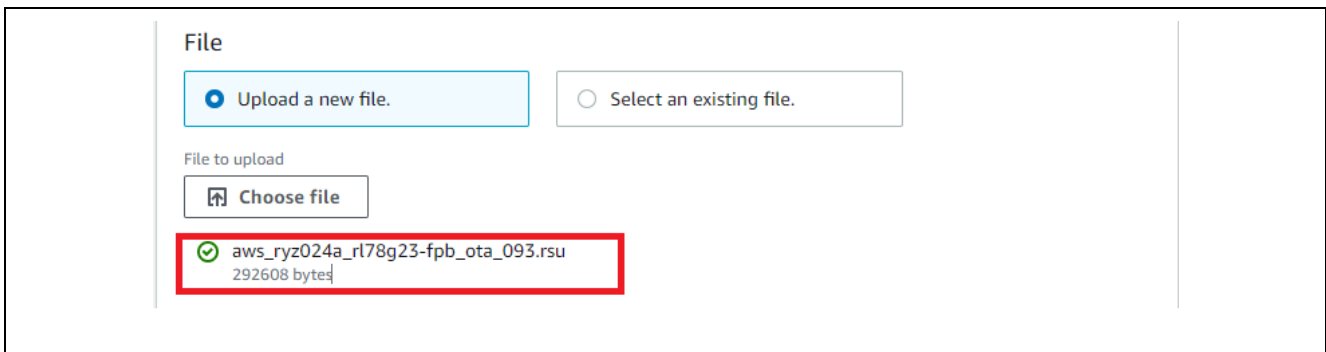 File
Upload a new file.
Select an existing file.
File to upload
Choose file
aws_ryz024a_rl78g23-fpb_ota_093.rsu
292608 bytes